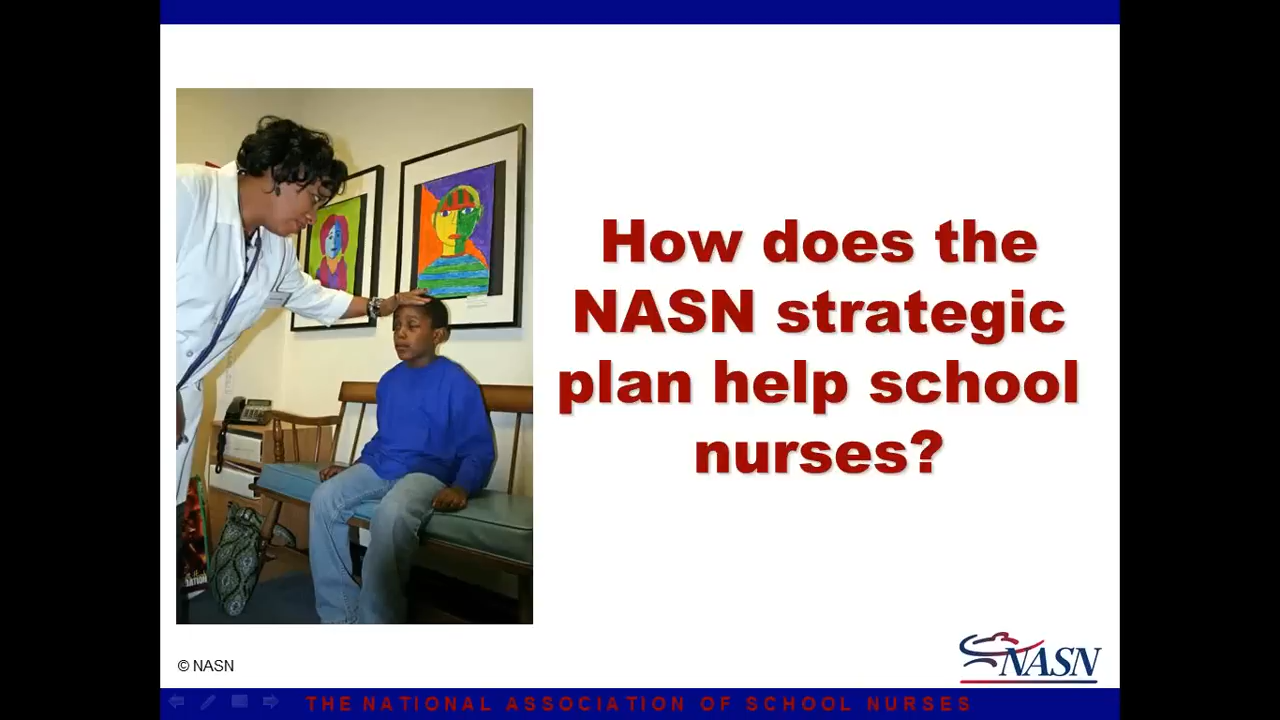 How does the
NASN strategic
plan help school
nurses?
© NASN
NASN
THE NATIONAL ASSOCIATION OF SCHOOL NURSES